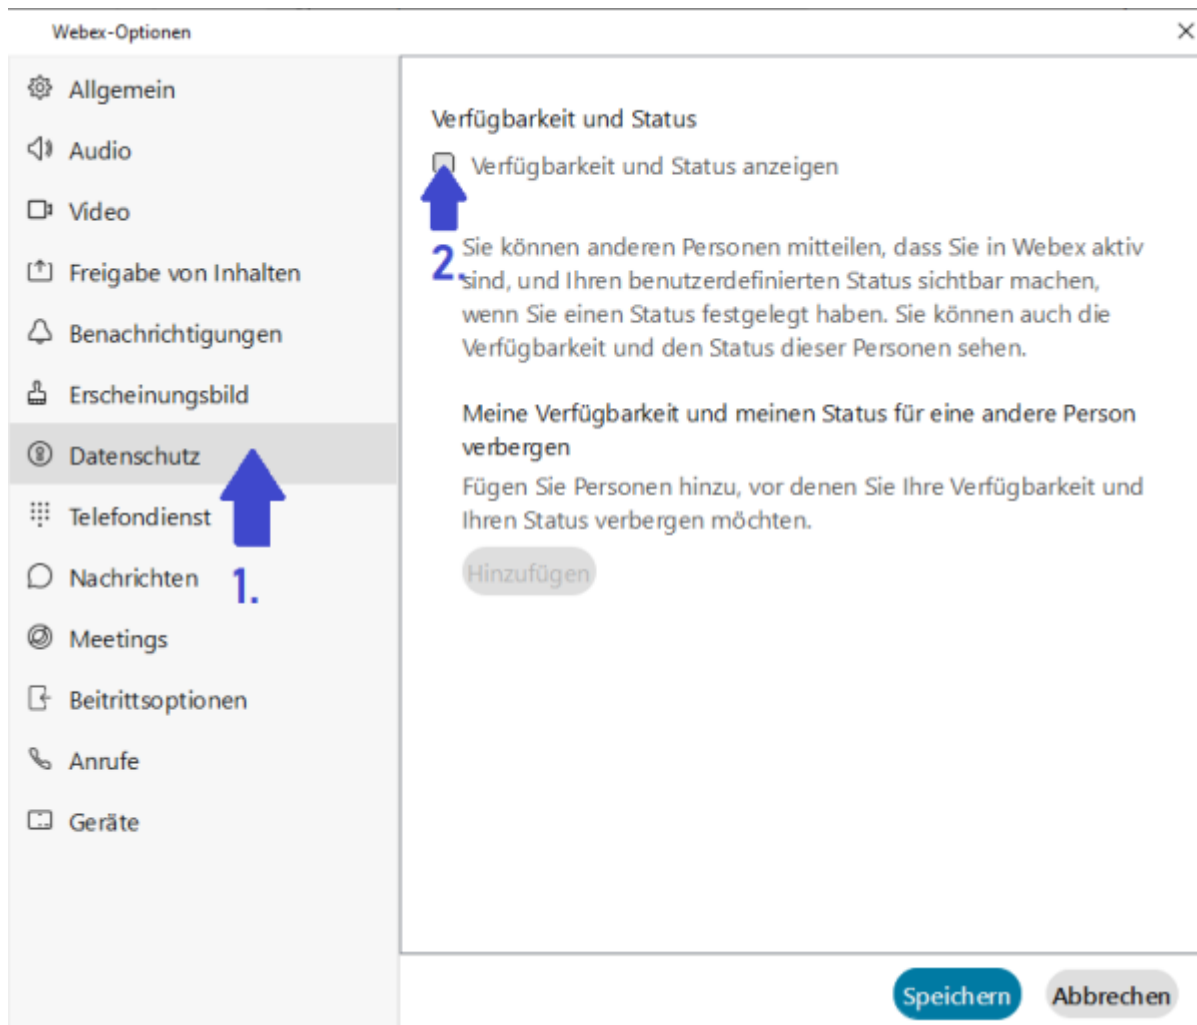 Webex-Optionen
Allgemein
Audio
Video
Freigabe von Inhalten
Benachrichtigungen
Erscheinungsbild
Datenschutz
Telefondienst
Nachrichten
1.
Meetings
Beitrittsoptionen
Anrufe
Geräte
Verfügbarkeit und Status
Verfügbarkeit und Status anzeigen
2.
Sie können anderen Personen mitteilen, dass Sie in Webex aktiv
sind, und Ihren benutzerdefinierten Status sichtbar machen,
wenn Sie einen Status festgelegt haben. Sie können auch die
Verfügbarkeit und den Status dieser Personen sehen.
Meine Verfügbarkeit und meinen Status für eine andere Person
verbergen
Fügen Sie Personen hinzu, vor denen Sie Ihre Verfügbarkeit und
Ihren Status verbergen möchten.
Hinzufügen
Speichern
Abbrechen